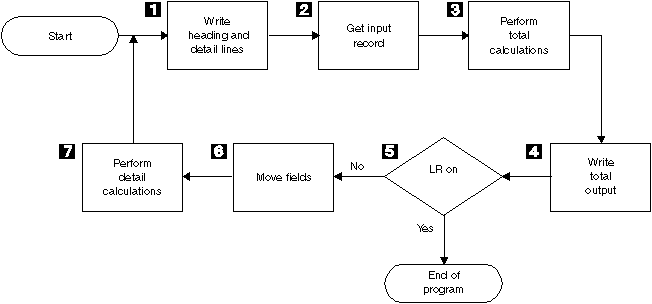 1
Write
heading and
detail lines
2
Get input
record
3
Perform
total
calculations
Start
7
Perform
detail
calculations
6
Move fields
No
5
LR on
4
Write
total
output
Yes
End of
program